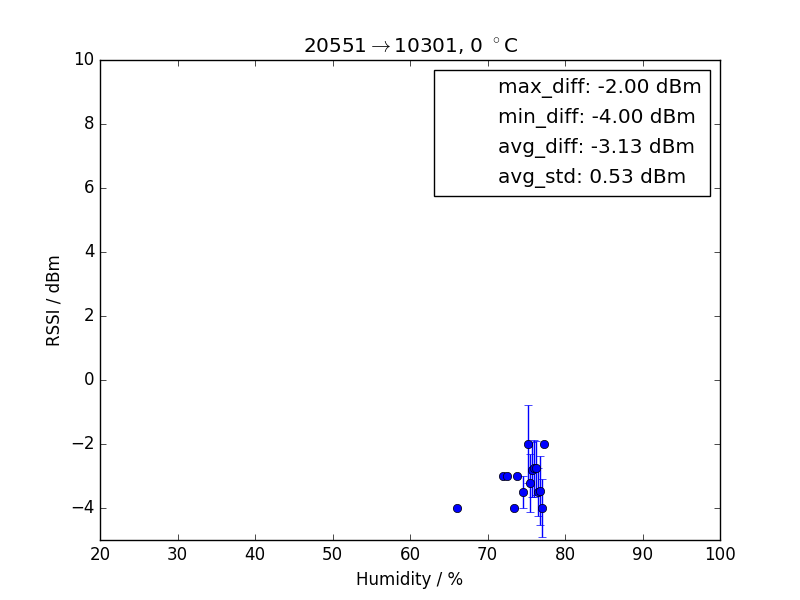 20551→10301, 0 °C
max_diff: -2.00 dBm
min_diff: -4.00 dBm
avg_diff: -3.13 dBm
avg_std: 0.53 dBm
RSSI / dBm
10
8
6
4
2
0
−2
−4
20 30 40 50 60 70 80 90 100
Humidity / %